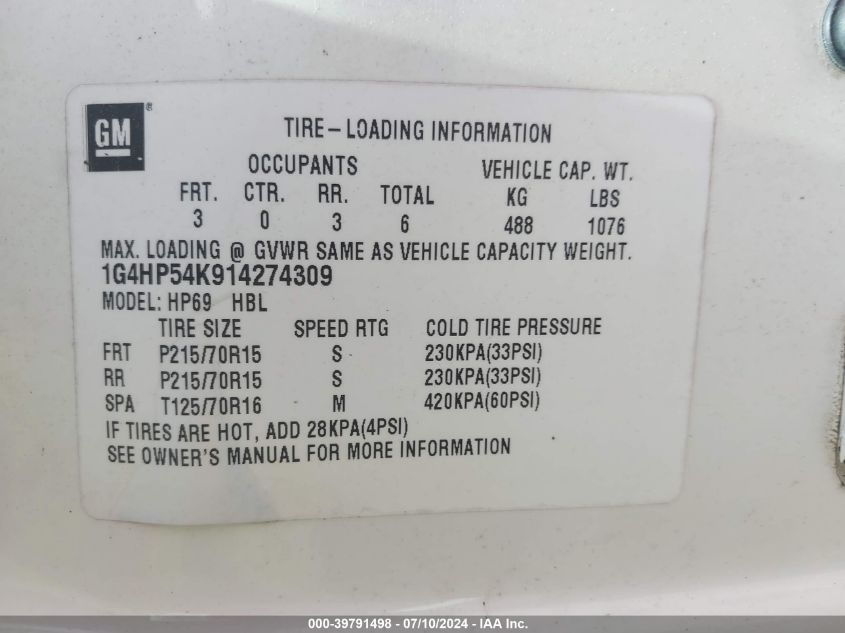 GM ®
TIRE-LOADING INFORMATION
OCCUPANTS VEHICLE CAP. WT.
FRT. CTR. RR. TOTAL KG LBS
3 0 3 6 488 1076
MAX. LOADING @ GVWR SAME AS VEHICLE CAPACITY WEIGHT.
1G4HP54K914274309
MODEL: HP69 HBL
TIRE SIZE SPEED RTG COLD TIRE PRESSURE
FRT P215/70R15 S 230KPA(33PSI)
RR P215/70R15 S 230KPA(33PSI)
SPA T125/70R16 M 420KPA(60PSI)
IF TIRES ARE HOT, ADD 28KPA(4PSI)
SEE OWNER'S MANUAL FOR MORE INFORMATION
000-39791498 - 07/10/2024 - IAA Inc.